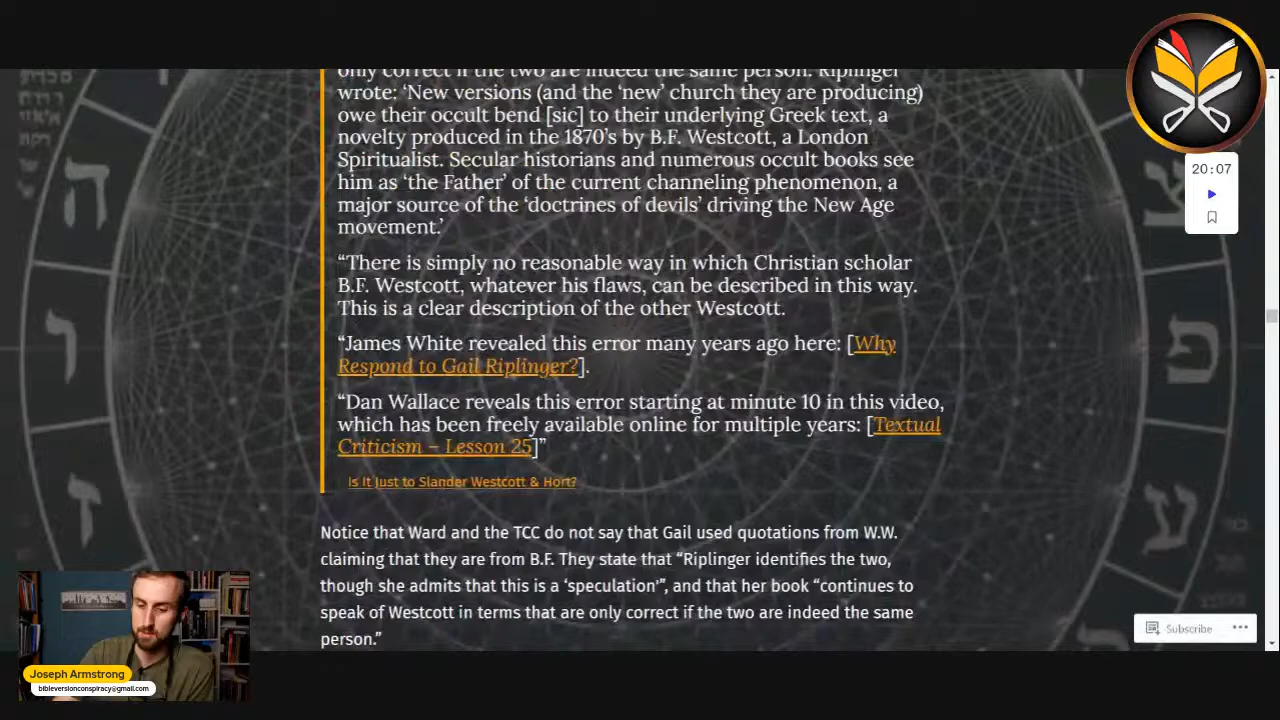 only correct if the two are indeed the same person. Riplinger
wrote: ‘New versions (and the ‘new’ church they are producing)
owe their occult bend [sic] to their underlying Greek text, a
novelty produced in the 1870’s by B.F. Westcott, a London
Spiritualist. Secular historians and numerous occult books see
him as ‘the Father’ of the current channeling phenomenon, a
major source of the ‘doctrines of devils’ driving the New Age
movement.’
“There is simply no reasonable way in which Christian scholar
B.F. Westcott, whatever his flaws, can be described in this way.
This is a clear description of the other Westcott.
“James White revealed this error many years ago here: [Why
Respond to Gail Riplinger?].
“Dan Wallace reveals this error starting at minute 10 in this video,
which has been freely available online for multiple years: [Textual
Criticism – Lesson 25]”
Is It Just to Slander Westcott & Hort?
Notice that Ward and the TCC do not say that Gail used quotations from W.W.
claiming that they are from B.F. They state that “Riplinger identifies the two,
though she admits that this is a ‘speculation’”, and that her book “continues to
speak of Westcott in terms that are only correct if the two are indeed the same
person.”
20:07
Subscribe
Joseph Armstrong
bibleversionconspiracy@gmail.com
ה
ו
צ
פ
ע